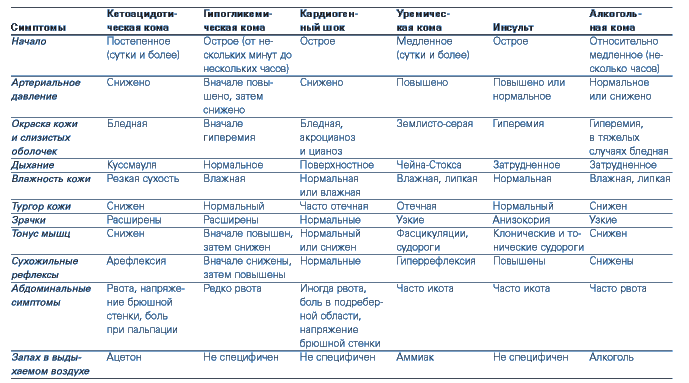 Кетоацидоти- Гипогликеми- Кардиоген- Уремичес- Алкоголь-
Симптомы ческая кома ческая кома ный шок кая кома Инсульт ная кома
Начало Постепенное Острое (от не- Острое Медленное Острое Относительно
(сутки и более) скольких минут до (сутки и более) медленное (не-
нескольких часов) сколько часов)
Артериальное Снижено Вначале повы- Снижено Повышено Повышено или Нормальное
давление шено, затем нормальное или снижено
снижено
Окраска кожи Бледная Вначале Бледная, Землисто-серая Гиперемия Гиперемия,
и слизистых гиперемия акроцианоз в тяжелых
оболочек и цианоз случаях бледная
Дыхание Куссмауля Нормальное Поверхностное Чейна-Стокса Затрудненное Затрудненное
Влажность кожи Резкая сухость Влажная Нормальная Влажная, липкая Нормальная Влажная, липкая
или влажная
Тургор кожи Снижен Нормальный Часто отечная Отечная Нормальный Снижен
Зрачки Расширены Расширены Нормальные Узкие Анизокория Узкие
Тонус мышц Снижен Вначале повышен, Нормальный Фасцикуляции, Клонические и то- Снижен
затем снижен или снижен судороги нические судороги
Сухожильные Арефлексия Вначале снижены, Нормальные Гиперрефлексия Повышены Снижены
рефлексы затем повышены
Абдоминальные Рвота, напряже- Редко рвота Иногда рвота, Часто икота Часто икота Часто рвота
симптомы ние брюшной боль в подребер-
стенки, боль ной области,
при пальпации напряжение
брюшной стенки
Запах в выды- Ацетон Не специфичен Не специфичен Аммиак Не специфичен Алкоголь
хаемом воздухе